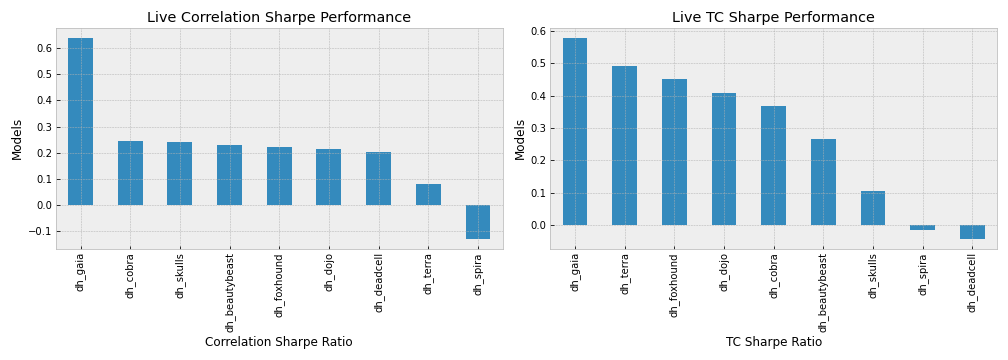 Live Correlation Sharpe Performance
Models
0.6
0.5
0.4
0.3
0.2
0.1
0.0
−0.1
dh_gaia
dh_cobra
dh_skulls
dh_beautybeast
dh_foxhound
dh_dojo
dh_deadcell
dh_terra
dh_spira
Correlation Sharpe Ratio
Live TC Sharpe Performance
Models
0.6
0.5
0.4
0.3
0.2
0.1
0.0
dh_gaia
dh_terra
dh_foxhound
dh_dojo
dh_cobra
dh_beautybeast
dh_skulls
dh_spira
dh_deadcell
TC Sharpe Ratio